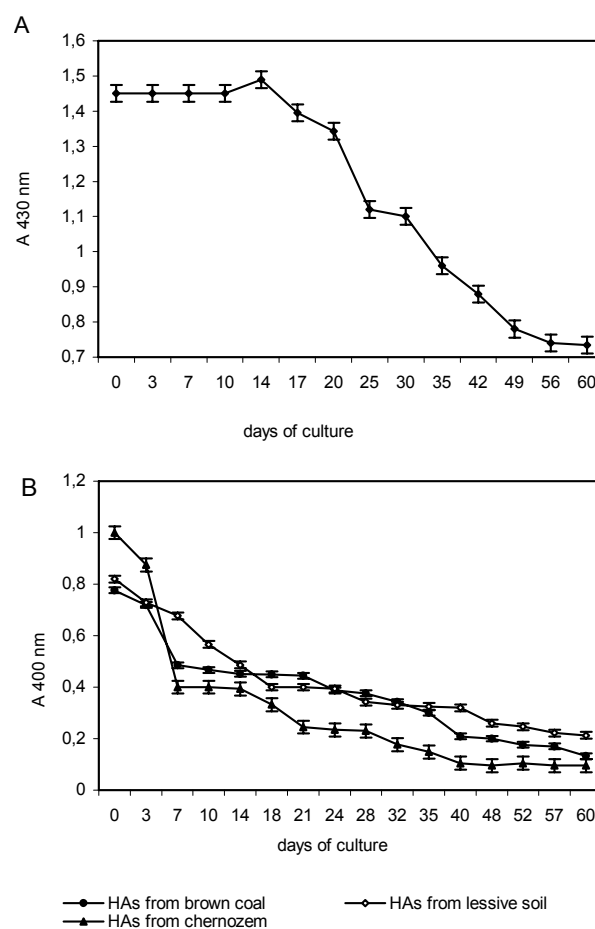 A
1,6
1,5
1,4
1,3
1,2
1,1
1
0,9
0,8
0,7
A 430 nm
0 3 7 10 14 17 20 25 30 35 42 49 56 60
days of culture
B
1,2
1
0,8
0,6
0,4
0,2
0
A 400 nm
0 3 7 10 14 18 21 24 28 32 35 40 48 52 57 60
days of culture
HAs from brown coal HAs from lessive soil
HAs from chernozem